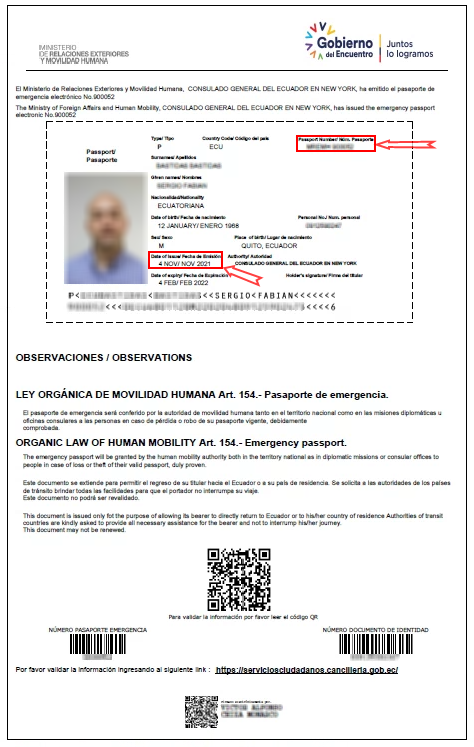 MINISTERIO
DE RELACIONES EXTERIORES
Y MOVILIDAD HUMANA
Gobierno
del Encuentro
Juntos
lo logramos
El Ministerio de Relaciones Exteriores y Movilidad Humana, CONSULADO GENERAL DEL ECUADOR EN NEW YORK, ha emitido el pasaporte de
emergencia electrónico No.900052
The Ministry of Foreign Affairs and Human Mobility, CONSULADO GENERAL DEL ECUADOR EN NEW YORK, has issued the emergency passport
electronic No.900052
Passport/
Pasaporte
Type/ Tipo
Country Code/ Código del país
Passport Number/ Núm. Pasaporte
P
ECU
Surnames/ Apellidos
Given names/ Nombres
Nacionalidad/Nationality
ECUATORIANA
Date of birth/ Fecha de nacimiento
Personal No./ Núm. personal
12 JANUARY/ ENERO 1968
Sex/ Sexo
Place of birth/ Lugar de nacimiento
M
QUITO, ECUADOR
Date of Issue/ Fecha de Emisión
Authority/ Autoridad
4 NOV/ NOV 2021
CONSULADO GENERAL DEL ECUADOR EN NEW YORK
Date of expiry/ Fecha de Expiración
Holder's signature/ Firma del titular
4 FEB/ FEB 2022
<<SERGIO<FABIAN<<<<<<
OBSERVACIONES / OBSERVATIONS
LEY ORGÁNICA DE MOVILIDAD HUMANA Art. 154.- Pasaporte de emergencia.
El pasaporte de emergencia será conferido por la autoridad de movilidad humana tanto en el territorio nacional como en las misiones diplomáticas u
oficinas consulares a las personas en caso de pérdida o robo de su pasaporte vigente, debidamente
comprobada.
ORGANIC LAW OF HUMAN MOBILITY Art. 154.- Emergency passport.
The emergency passport will be granted by the human mobility authority both in the territory national as in diplomatic missions or consular offices to
people in case of loss or theft of their valid passport, duly proven.
Este documento se extiende para permitir el regreso de su titular hacia el Ecuador o a su país de residencia. Se solicita a las autoridades de los países
de tránsito brindar todas las facilidades para que el portador no interrumpa su viaje.
Este documento no podrá ser revalidado.
This document is issued only fot the purpose of allowing its bearer to directly return to Ecuador or to his/her country of residence Authorities of transit
countries are kindly asked to provide all necessary assistance for the bearer and not to interrump his/her journey.
This document may not be renewed.
Para validar la información por favor leer el código QR
NÚMERO PASAPORTE EMERGENCIA
NÚMERO DOCUMENTO DE IDENTIDAD
Por favor validar la información ingresando al siguiente link : https://serviciosciudadanos.cancilleria.gob.ec/